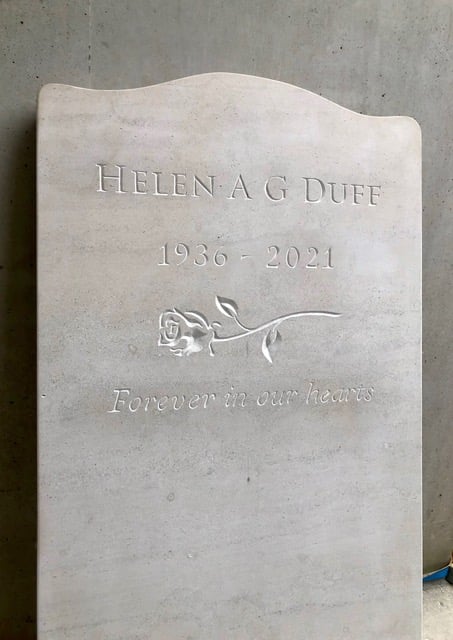 HELEN A G DUFF
1936 - 2021
Forever in our hearts